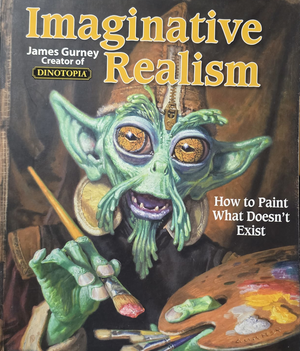 Imaginative
James Gurney
Creator of
DINOTOPIA
Realism
How to Paint
What Doesn't
Exist